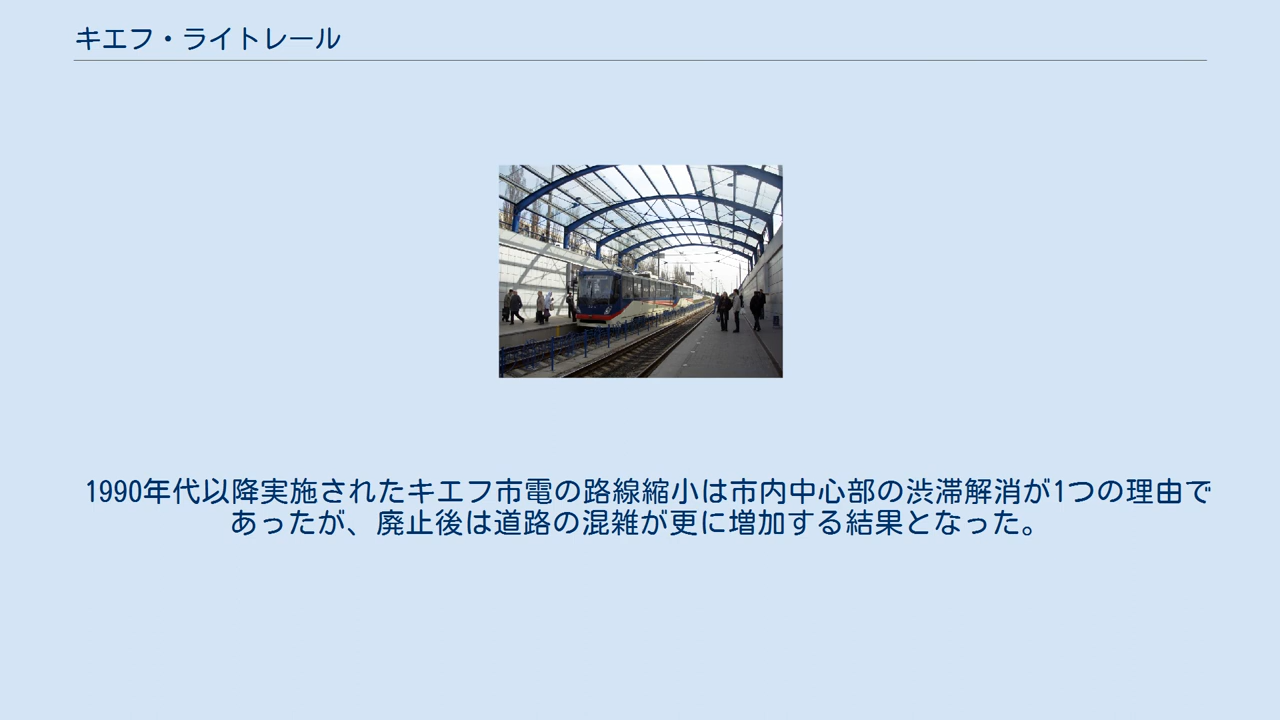 キエフ・ライトレール
1990年代以降実施されたキエフ市電の路線縮小は市内中心部の渋滞解消が1つの理由で
あったが、廃止後は道路の混雑が更に増加する結果となった。